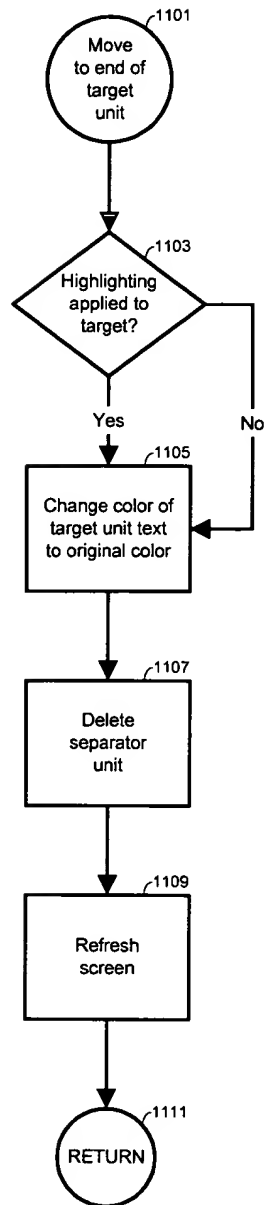 1101
Move
to end of
target
unit
1103
Highlighting
applied to
target?
Yes
No
1105
Change color of
target unit text
to original color
1107
Delete
separator
unit
1109
Refresh
screen
1111
RETURN